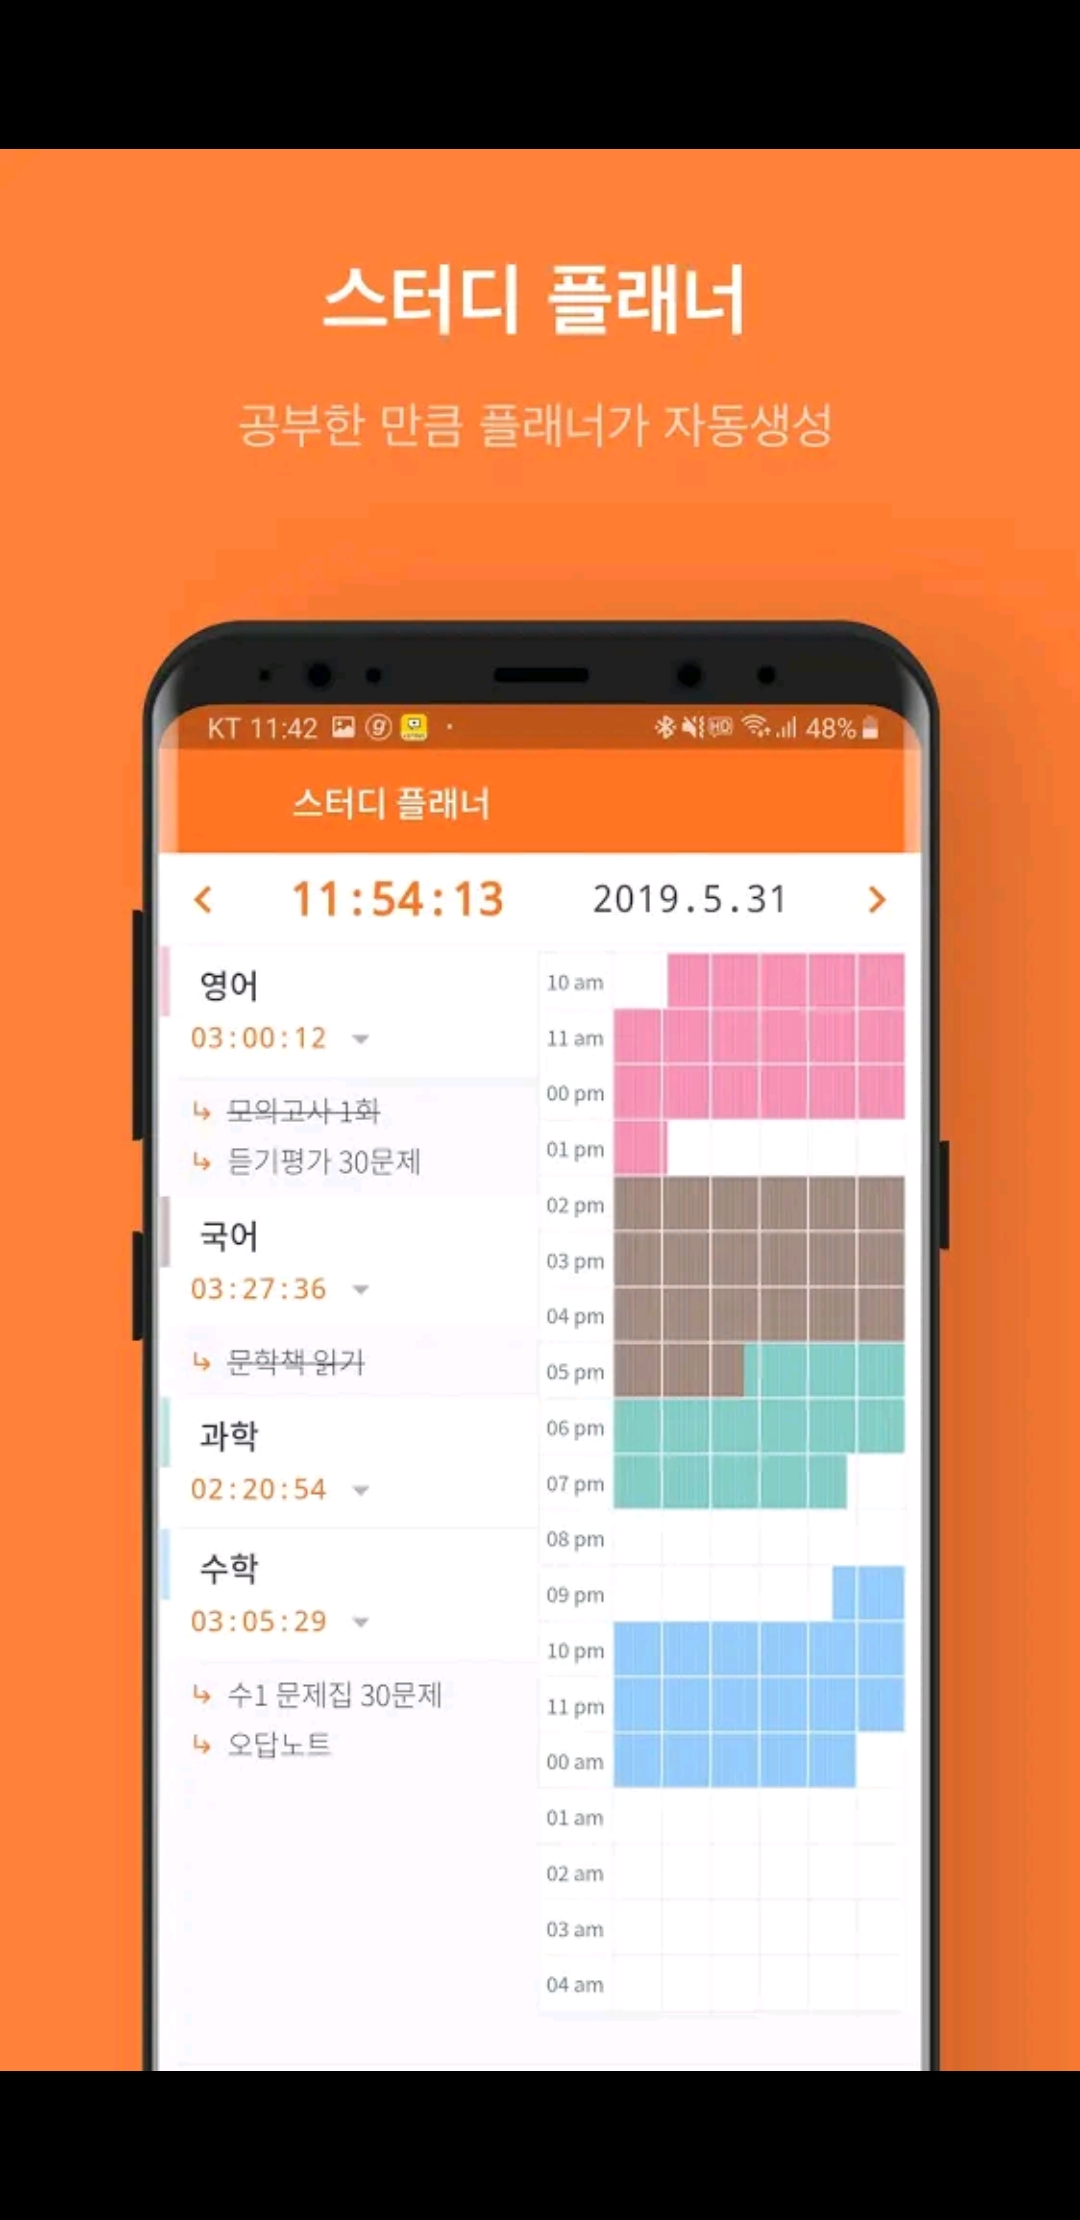 스터디 플래너
공부한 만큼 플래너가 자동생성
KT 11:42 48%
스터디 플래너
11:54:13 2019.5.31
영어
03:00:12
모의고사 1회
듣기평가 30문제
국어
03:27:36
문학책 읽기
과학
02:20:54
수학
03:05:29
수1 문제집 30문제
오답노트
10 am
11 am
00 pm
01 pm
02 pm
03 pm
04 pm
05 pm
06 pm
07 pm
08 pm
09 pm
10 pm
11 pm
00 am
01 am
02 am
03 am
04 am